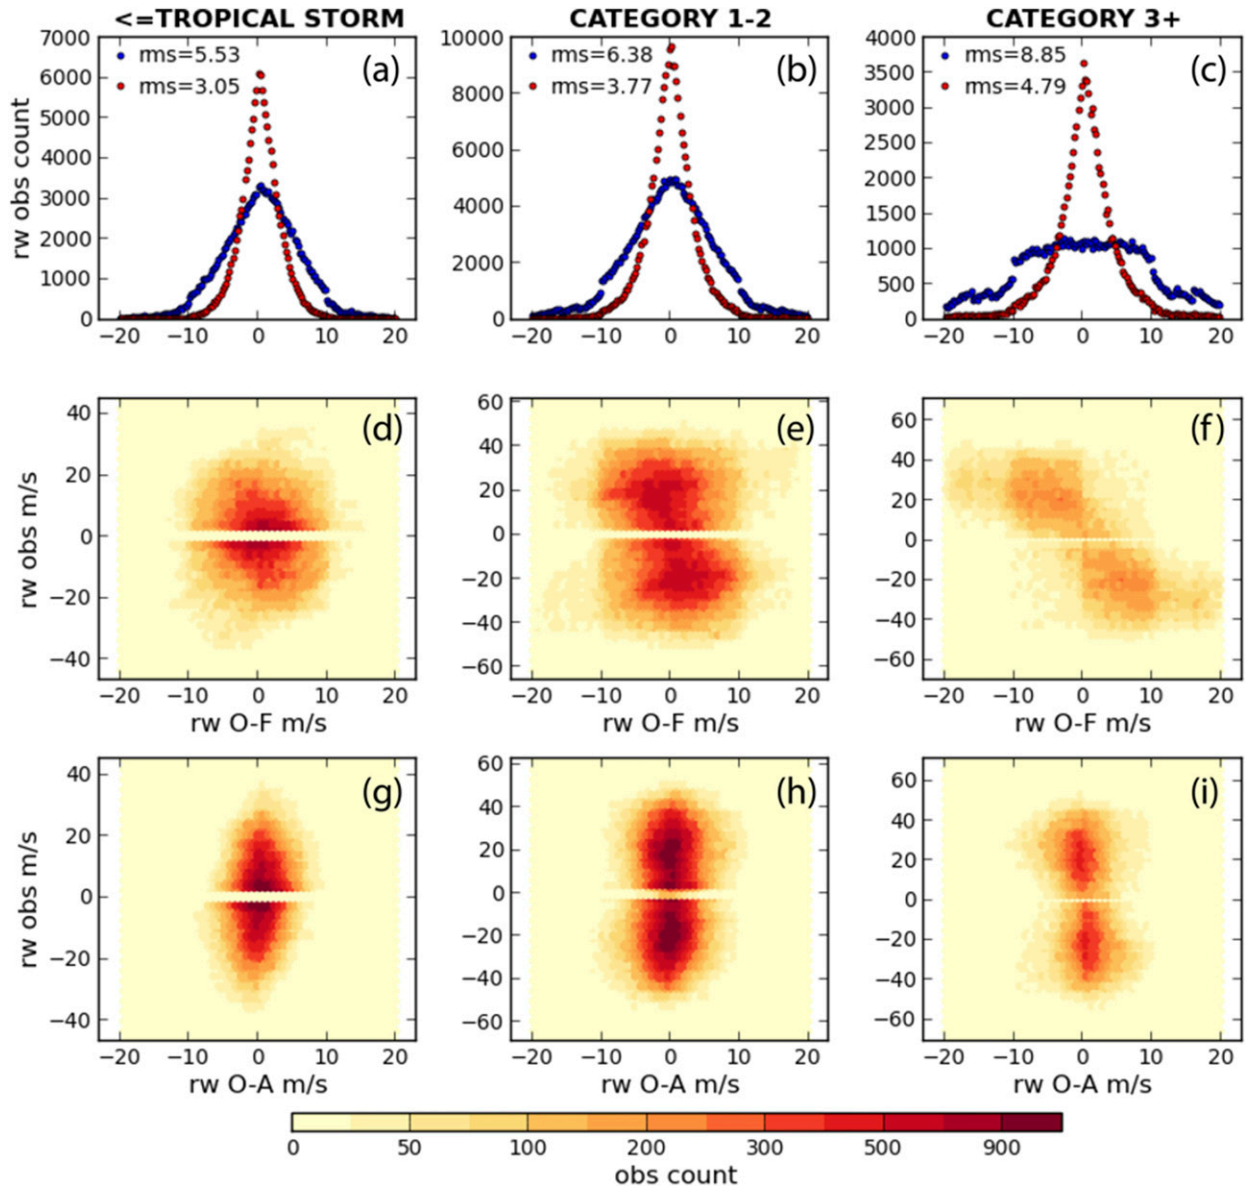 <=TROPICAL STORM CATEGORY 1-2 CATEGORY 3+
7000 10000 4000
rms=5.53 (a) rms=6.38 (b) rms=8.85 (c)
rms=3.05 rms=3.77 rms=4.79
6000 5000 4000 3000 2000 1000 0
8000 6000 4000 2000 0
3500 3000 2500 2000 1500 1000 500 0
rw obs count
−20 −10 0 10 20 −20 −10 0 10 20 −20 −10 0 10 20
(d) (e) (f)
40 20 0 −20 −40
60 40 20 0 −20 −40 −60
60 40 20 0 −20 −40 −60
rw obs m/s
−20 −10 0 10 20 −20 −10 0 10 20 −20 −10 0 10 20
rw O-F m/s rw O-F m/s rw O-F m/s
(g) (h) (i)
40 20 0 −20 −40
60 40 20 0 −20 −40 −60
60 40 20 0 −20 −40 −60
rw obs m/s
−20 −10 0 10 20 −20 −10 0 10 20 −20 −10 0 10 20
rw O-A m/s rw O-A m/s rw O-A m/s
0 50 100 200 300 500 900
obs count